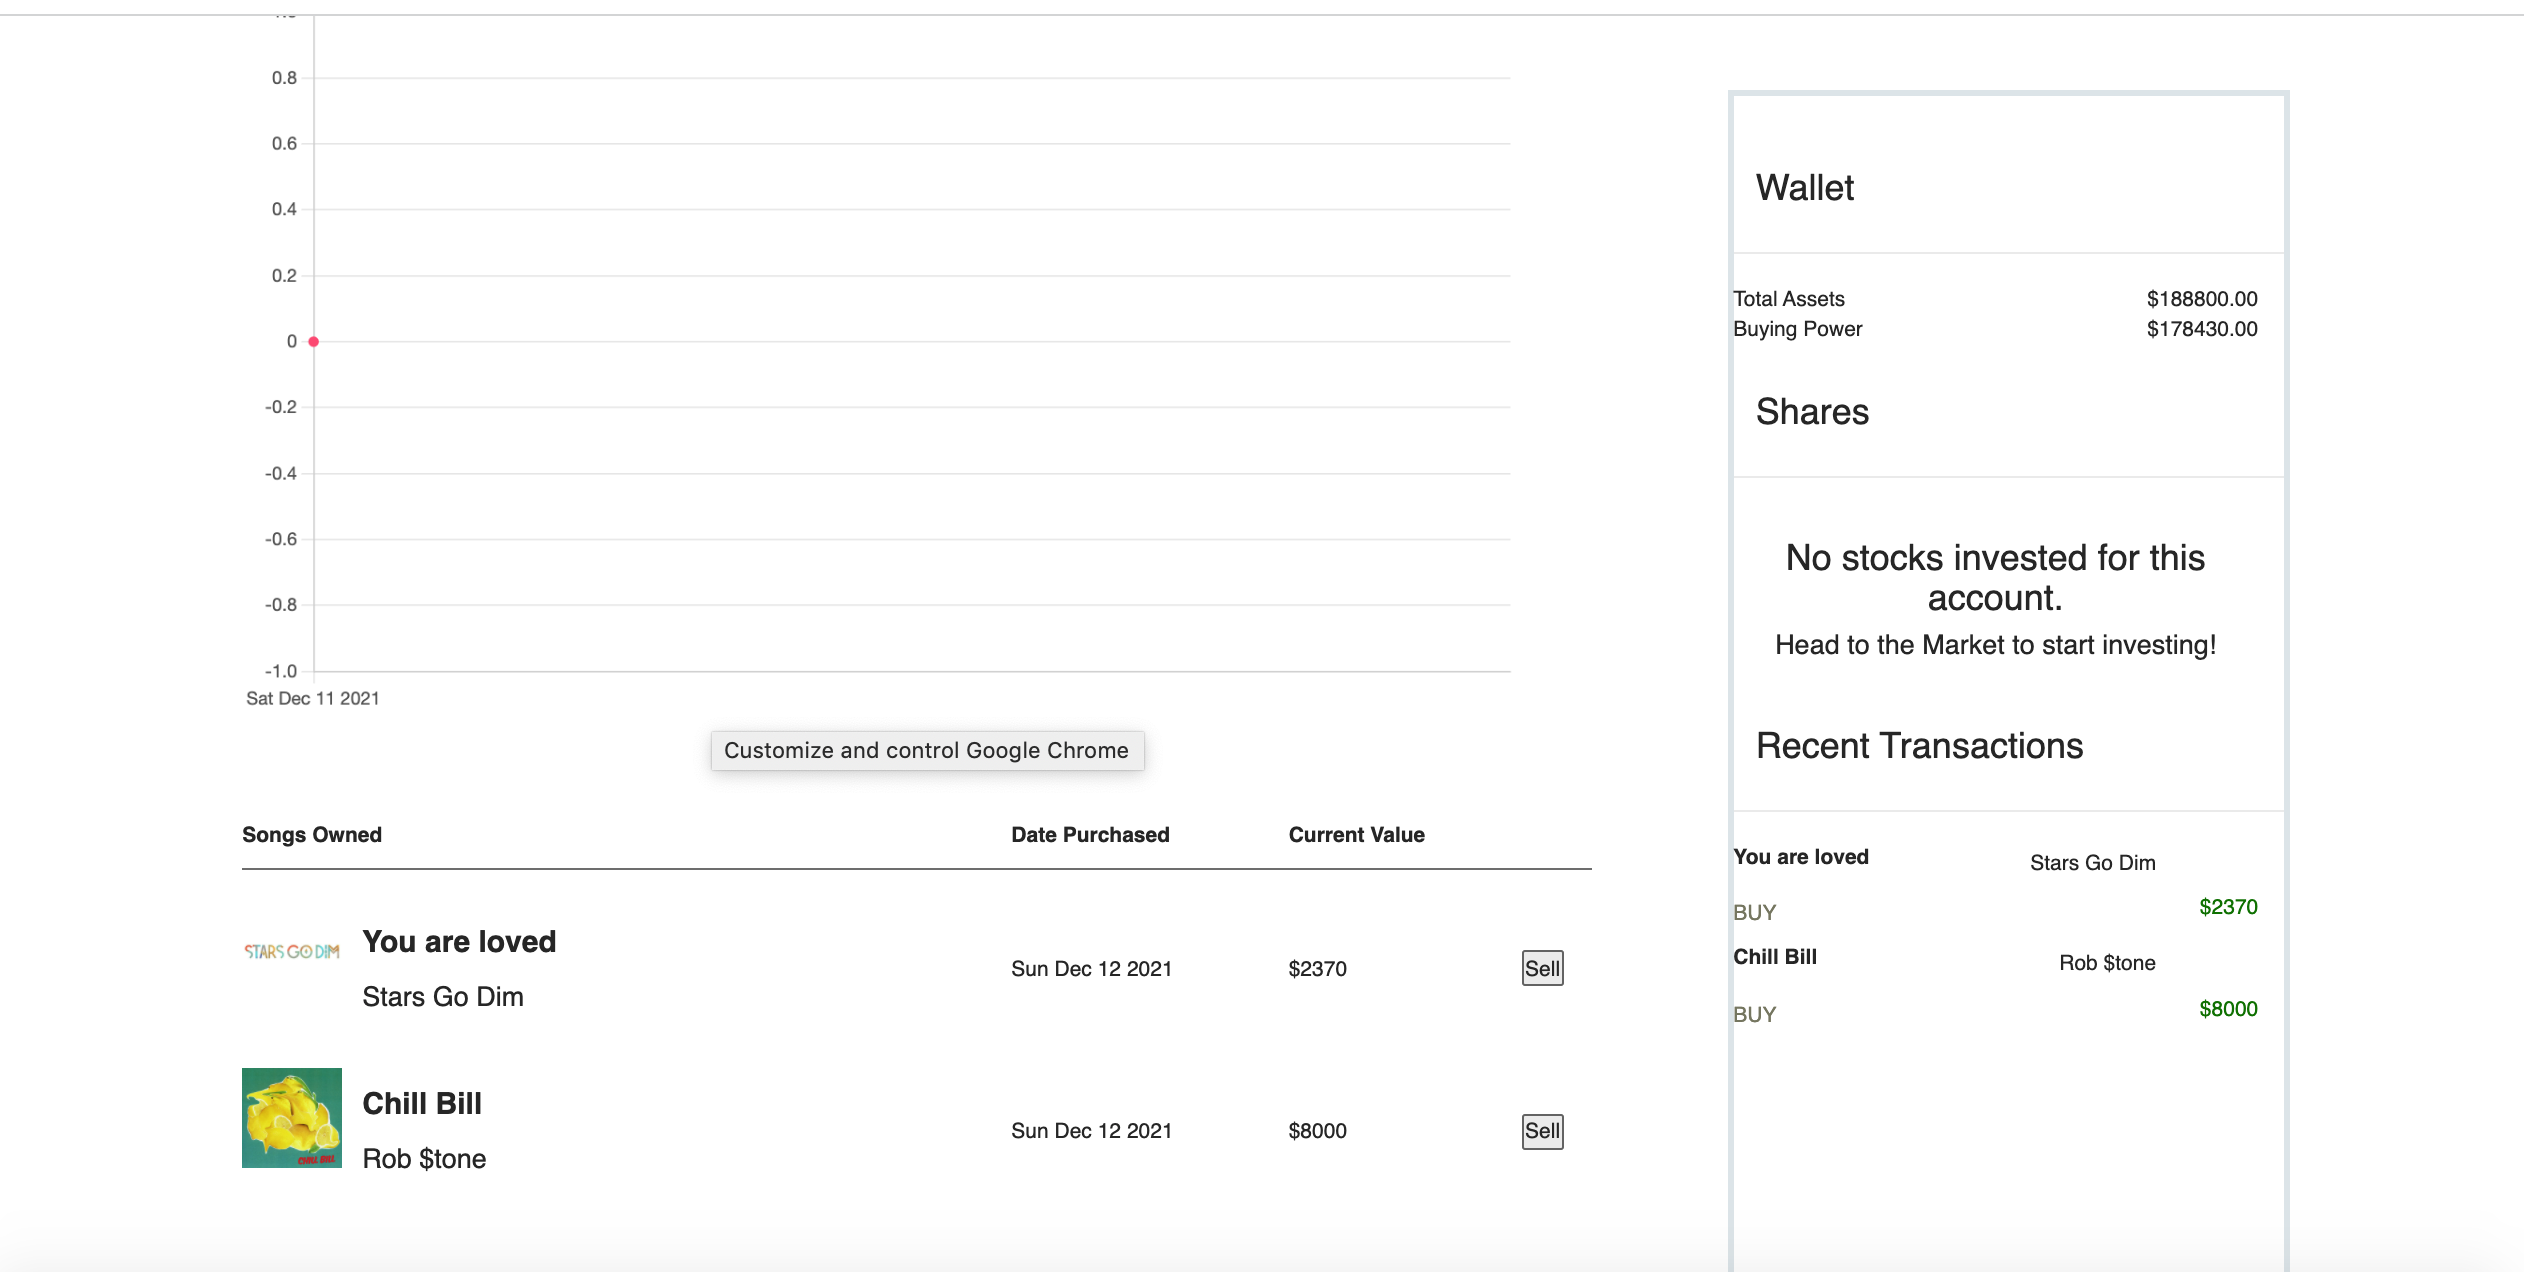 0.8
0.6
0.4
0.2
0
-0.2
-0.4
-0.6
-0.8
-1.0
Sat Dec 11 2021
Customize and control Google Chrome
Songs Owned Date Purchased Current Value
STARS GO DIM
You are loved
Stars Go Dim
Sun Dec 12 2021 $2370 Sell
Chill Bill
Rob $tone
CHILL BILL
Sun Dec 12 2021 $8000 Sell
Wallet
Total Assets $188800.00
Buying Power $178430.00
Shares
No stocks invested for this
account.
Head to the Market to start investing!
Recent Transactions
You are loved Stars Go Dim
BUY $2370
Chill Bill Rob $tone
BUY $8000